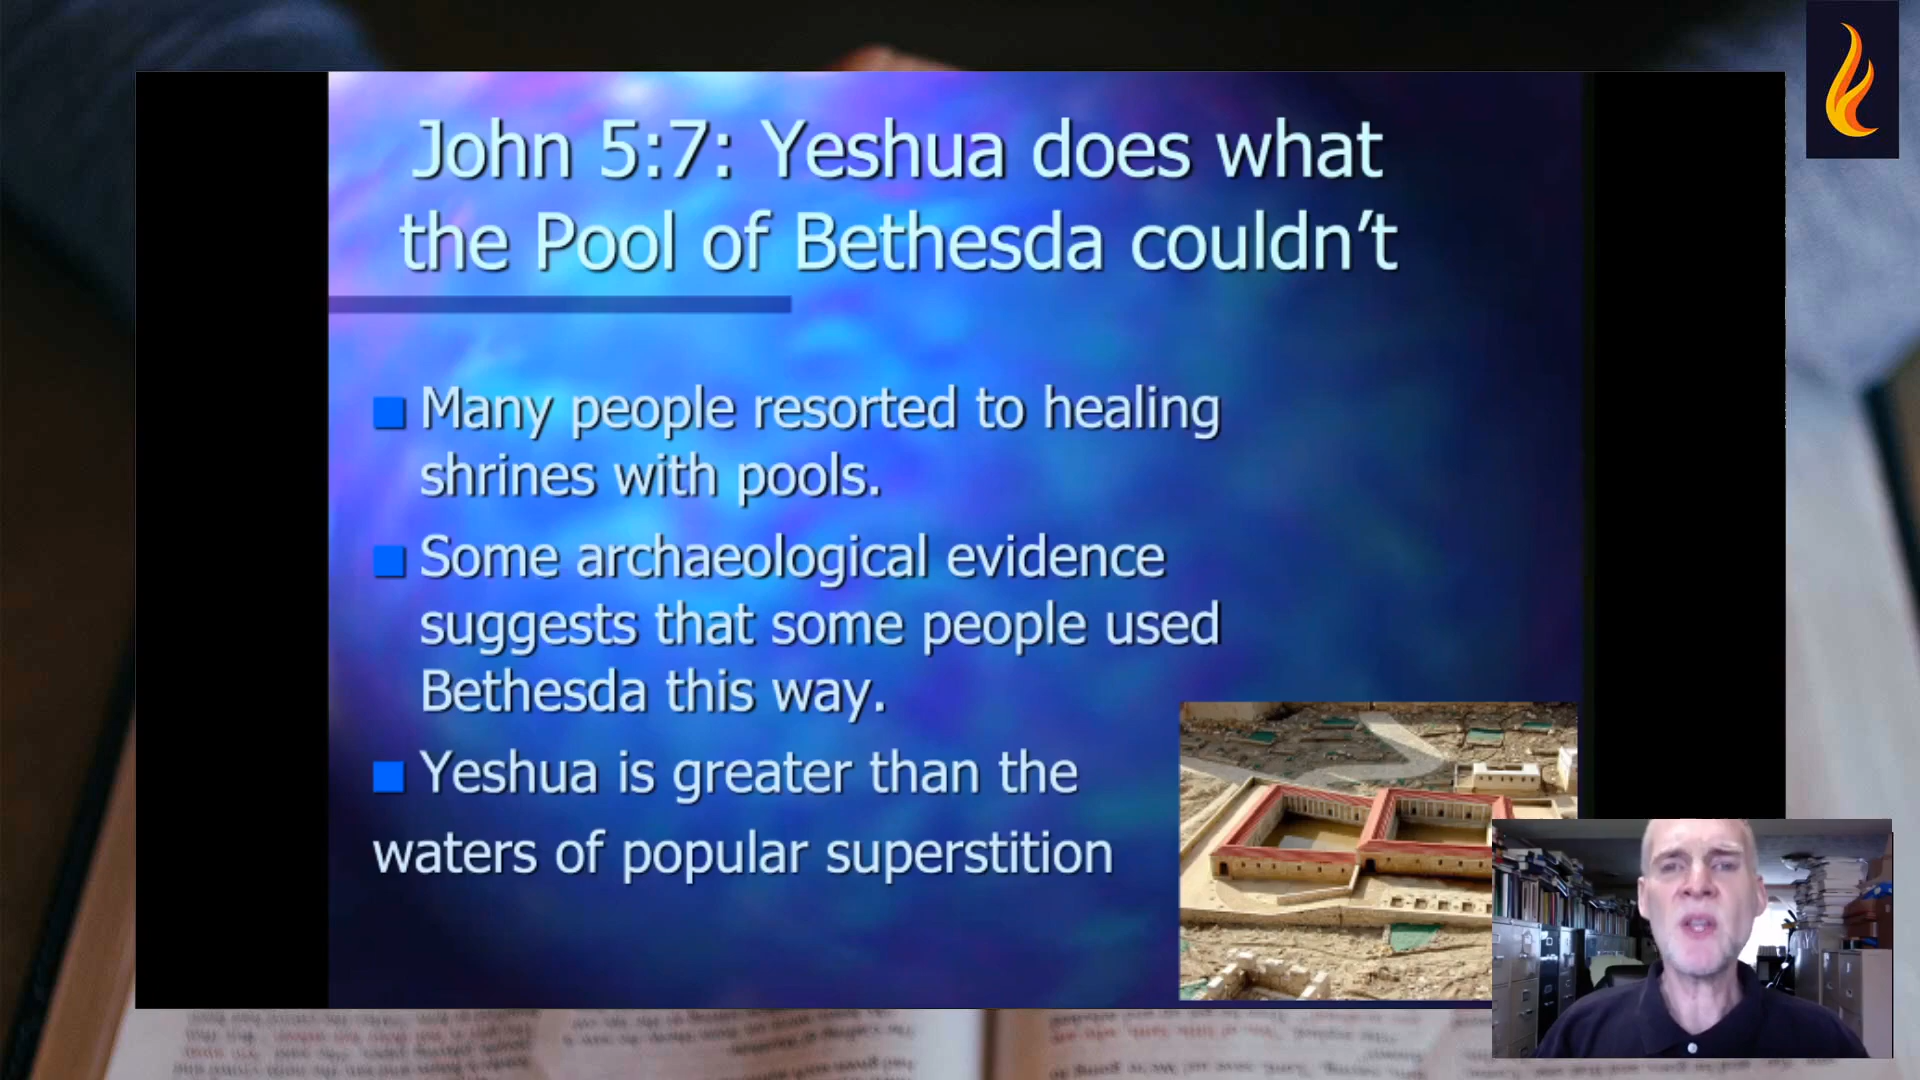 John 5:7: Yeshua does what
the Pool of Bethesda couldn’t
Many people resorted to healing
shrines with pools.
Some archaeological evidence
suggests that some people used
Bethesda this way.
Yeshua is greater than the
waters of popular superstition